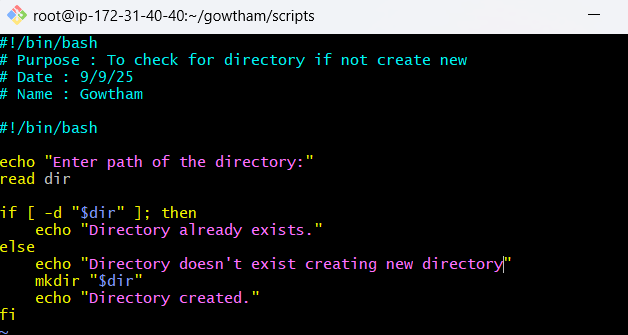 root@ip-172-31-40-40:~/gowtham/scripts
#!/bin/bash
# Purpose : To check for directory if not create new
# Date : 9/9/25
# Name : Gowtham

#!/bin/bash

echo "Enter path of the directory:"
read dir

if [ -d "$dir" ]; then
    echo "Directory already exists."
else
    echo "Directory doesn't exist creating new directory"
    mkdir "$dir"
    echo "Directory created."
fi
~